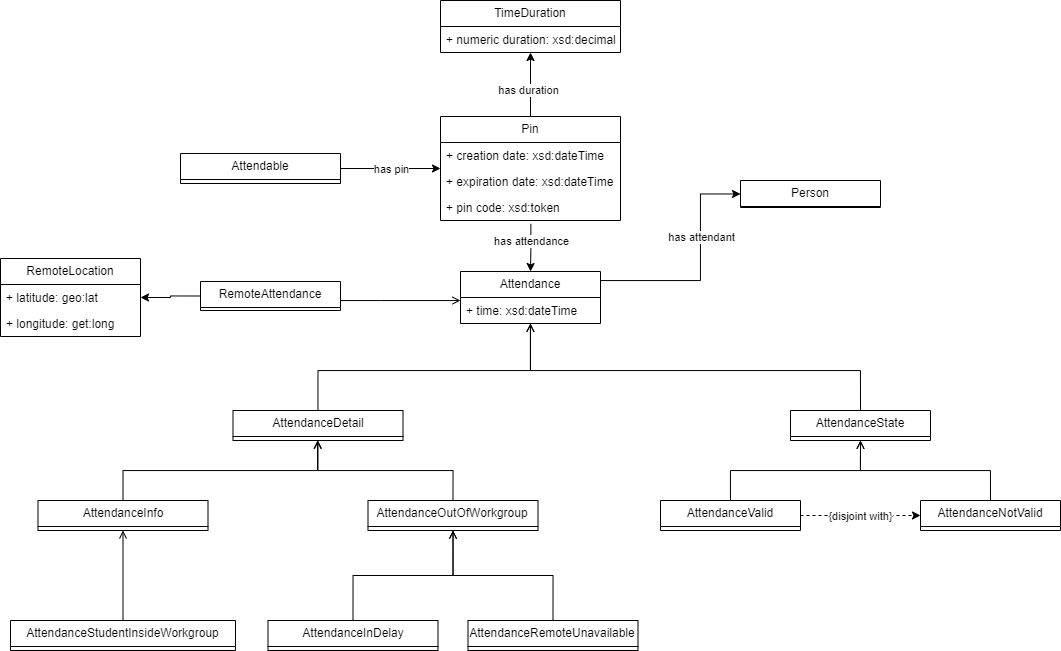 TimeDuration
+ numeric duration: xsd:decimal
has duration
Pin
+ creation date: xsd:dateTime
+ expiration date: xsd:dateTime
+ pin code: xsd:token
Attendable
has pin
Person
has attendance
has attendant
RemoteLocation
+ latitude: geo:lat
+ longitude: get:long
RemoteAttendance
Attendance
+ time: xsd:dateTime
AttendanceDetail
AttendanceState
AttendanceInfo
AttendanceOutOfWorkgroup
AttendanceValid
{disjoint with}
AttendanceNotValid
AttendanceStudentInsideWorkgroup
AttendanceInDelay
AttendanceRemoteUnavailable